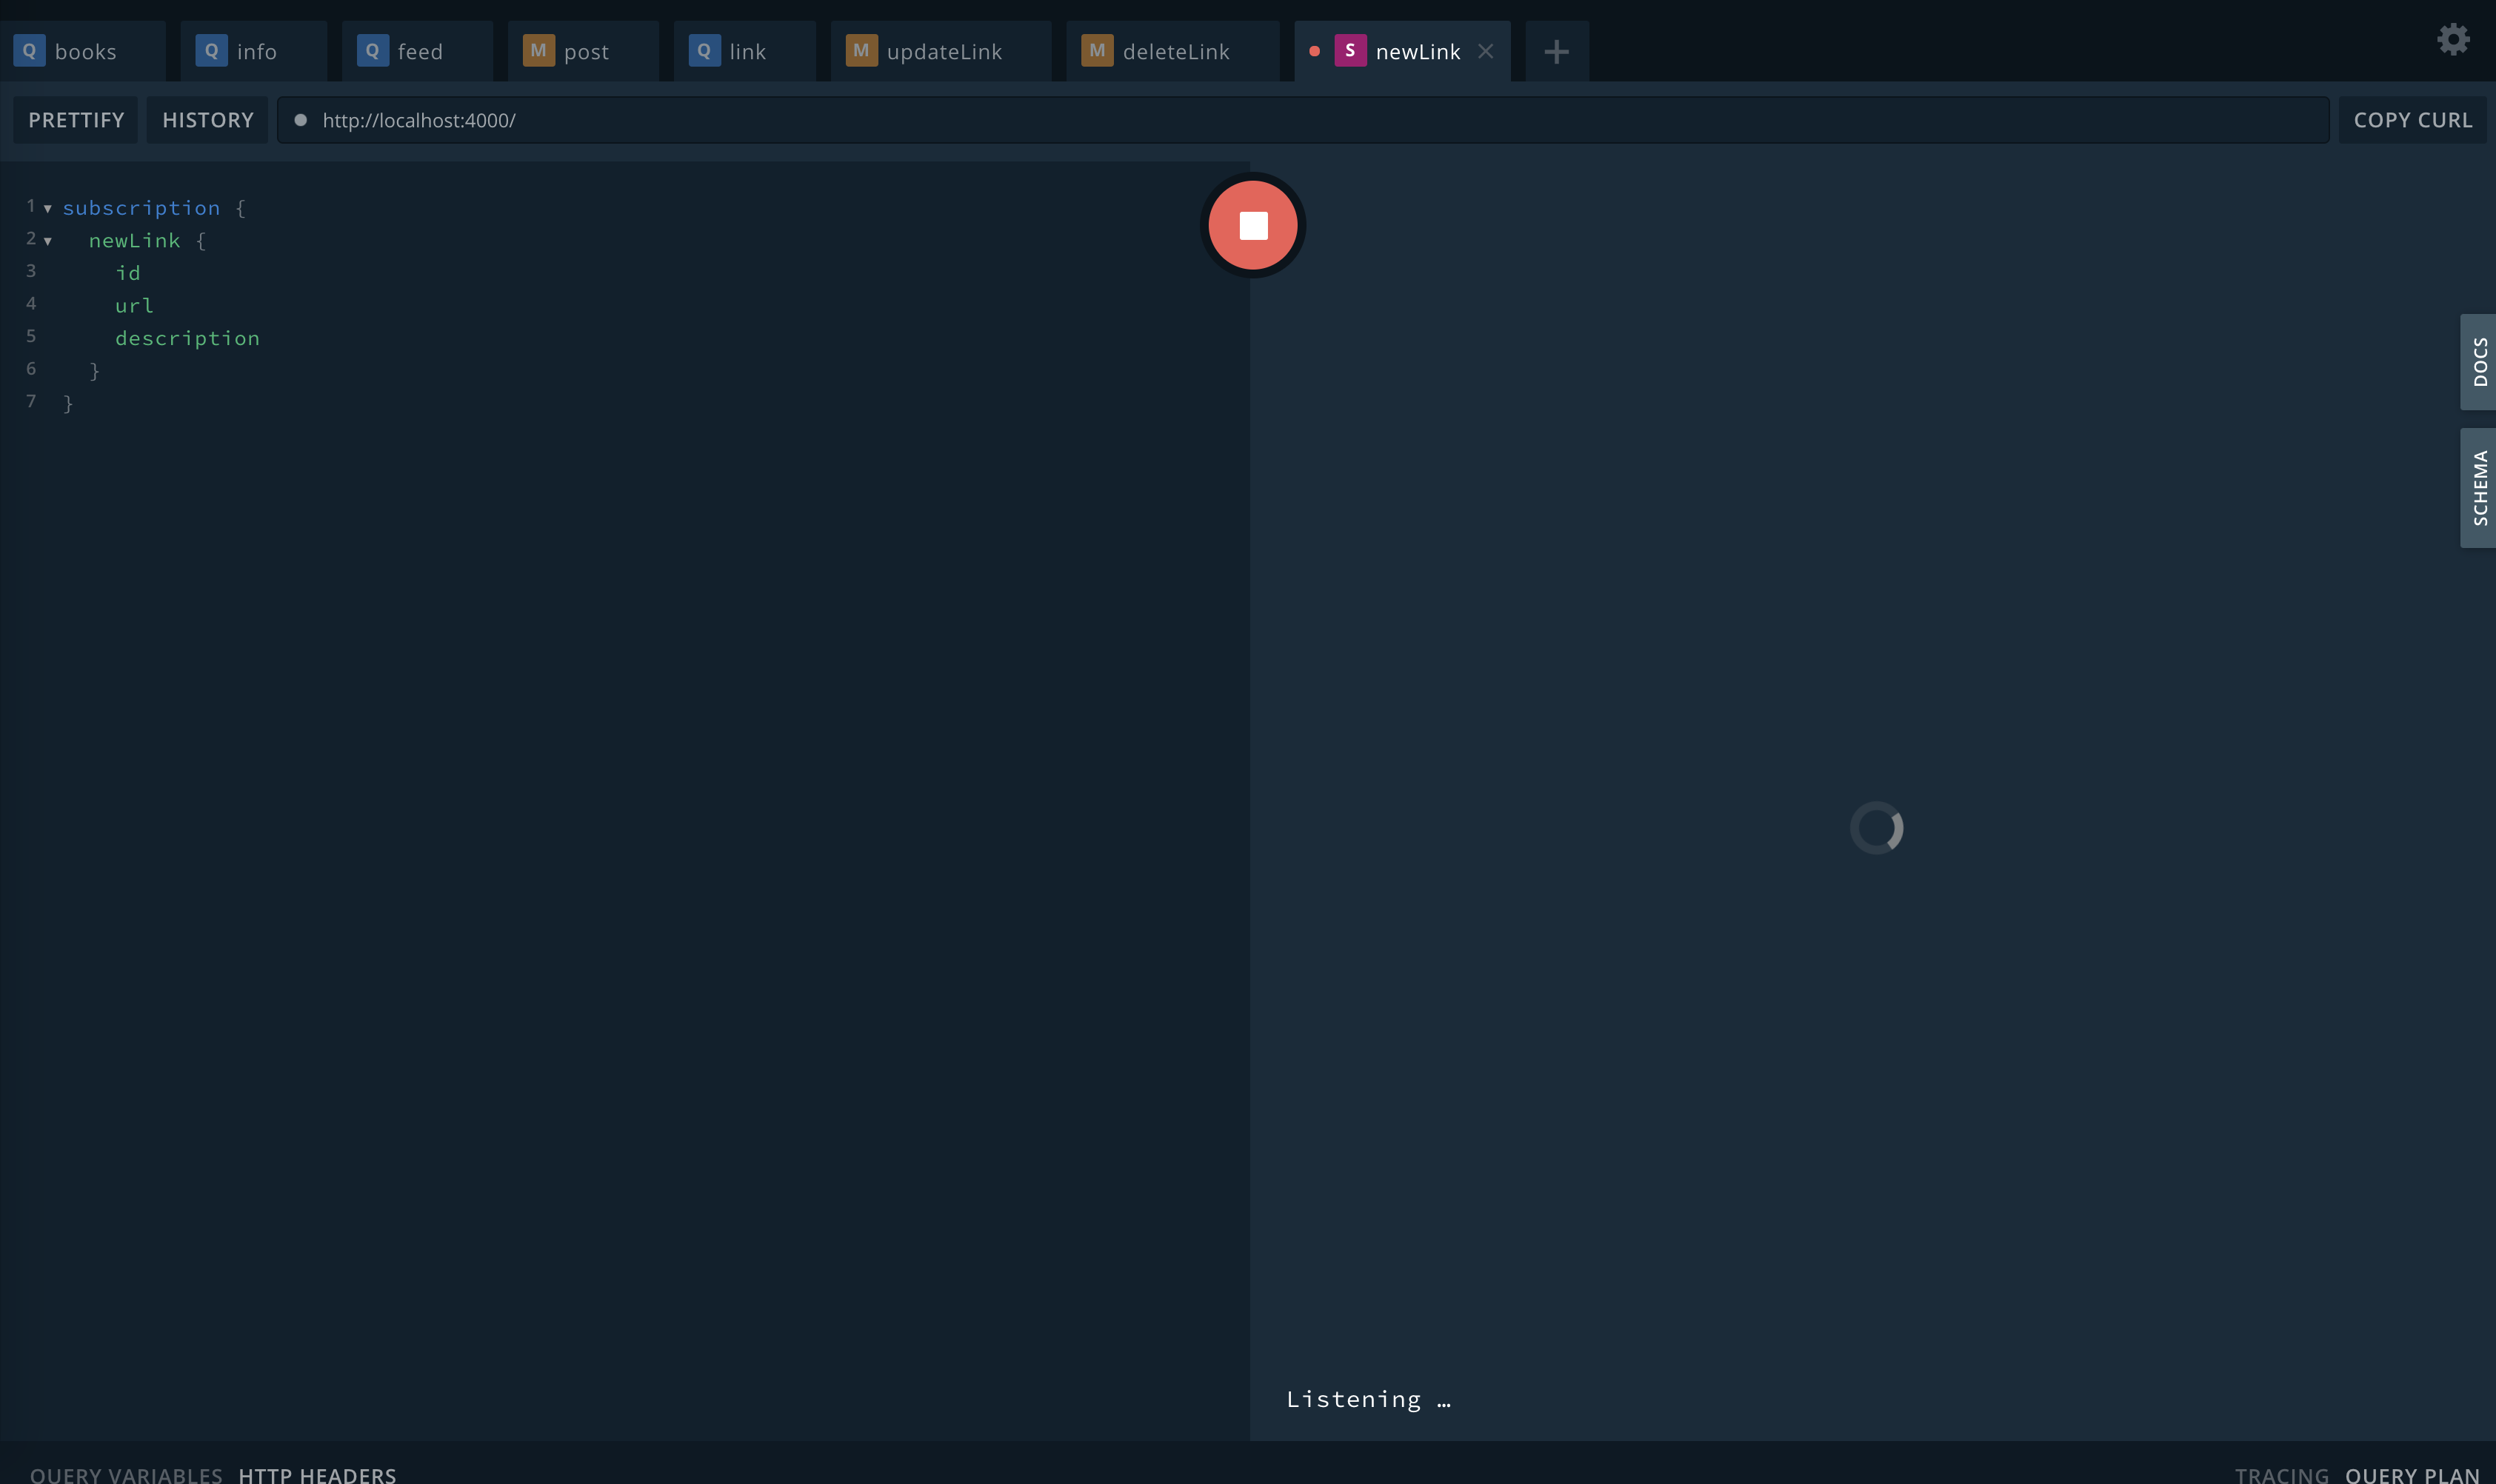 Q books Q info Q feed M post Q link M updateLink M deleteLink S newLink
PRETTIFY HISTORY http://localhost:4000/ COPY CURL
1 subscription {
2 newLink {
3 id
4 url
5 description
6 }
7 }
DOCS
SCHEMA
Listening …
QUERY VARIABLES HTTP HEADERS TRACING QUERY PLAN